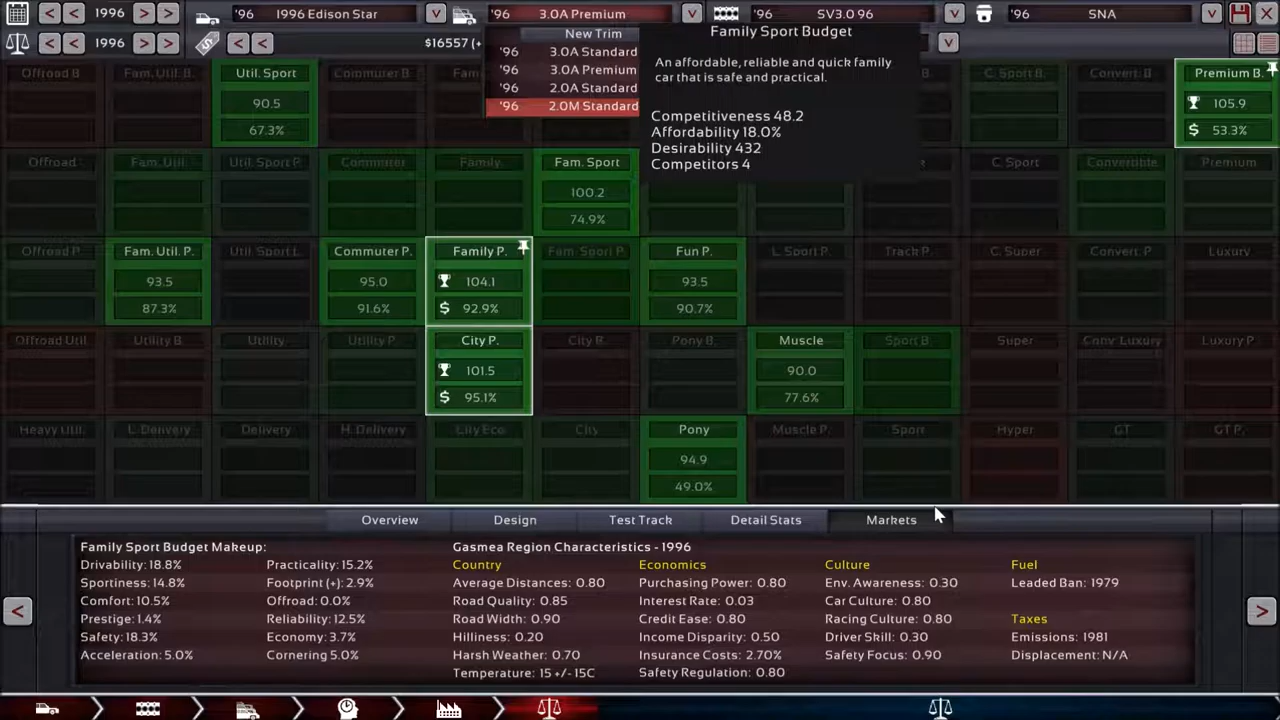 1996
'96 1996 Edison Star
'96 3.0A Premium
'96 SV3.0 96
'96 SNA
1996
$16557 (+
New Trim
'96 3.0A Standard
'96 3.0A Premium
'96 2.0A Standard
'96 2.0M Standard
Family Sport Budget
An affordable, reliable and quick family
car that is safe and practical.
Competitiveness 48.2
Affordability 18.0%
Desirability 432
Competitors 4
Offroad B
Fam. Util. B.
Util. Sport
Commuter B
C. Sport B.
Convert. B
Premium B.
90.5
67.3%
105.9
$ 53.3%
Offroad
Fam. Util.
Util. Sport P.
Commuter
Family
Fam. Sport
C. Sport
Convertible
Premium
100.2
74.9%
Offroad P.
Fam. Util. P.
Util. Sport L.
Commuter P.
Family P.
Fam. Sport P.
Fun P.
L. Sport P.
Track P.
C. Super
Convert. P
Luxury
93.5
95.0
104.1
93.5
87.3%
91.6%
$ 92.9%
90.7%
Offroad Util
Utility B
Utility
Utility P.
City P.
City B.
Pony B.
Muscle
Sport B
Super
Conv. Luxury
Luxury P.
101.5
90.0
$ 95.1%
77.6%
Heavy Util.
L. Delivery
Delivery
H. Delivery
City Eco
City
Pony
Muscle P.
Sport
Hyper
GT
GT P.
94.9
49.0%
Overview
Design
Test Track
Detail Stats
Markets
Family Sport Budget Makeup:
Drivability: 18.8%
Sportiness: 14.8%
Comfort: 10.5%
Prestige: 1.4%
Safety: 18.3%
Acceleration: 5.0%
Practicality: 15.2%
Footprint (+): 2.9%
Offroad: 0.0%
Reliability: 12.5%
Economy: 3.7%
Cornering 5.0%
Gasmea Region Characteristics - 1996
Country
Average Distances: 0.80
Road Quality: 0.85
Road Width: 0.90
Hilliness: 0.20
Harsh Weather: 0.70
Temperature: 15 +/- 15C
Economics
Purchasing Power: 0.80
Interest Rate: 0.03
Credit Ease: 0.80
Income Disparity: 0.50
Insurance Costs: 2.70%
Safety Regulation: 0.80
Culture
Env. Awareness: 0.30
Car Culture: 0.80
Racing Culture: 0.80
Driver Skill: 0.30
Safety Focus: 0.90
Fuel
Leaded Ban: 1979
Taxes
Emissions: 1981
Displacement: N/A